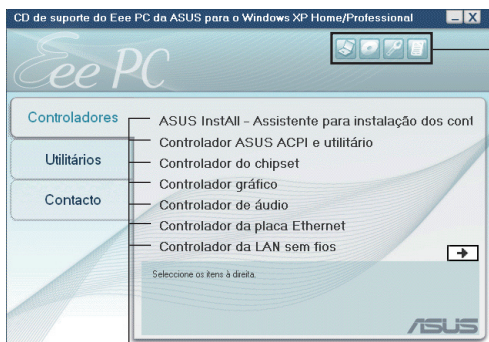 CD de suporte do Eee PC da ASUS para o Windows XP Home/Professional
Eee PC
Controladores
Utilitários
Contacto
ASUS InstAll - Assistente para instalação dos cont
Controlador ASUS ACPI e utilitário
Controlador do chipset
Controlador gráfico
Controlador de áudio
Controlador da placa Ethernet
Controlador da LAN sem fios
Seleccione os itens à direita.
ASUS